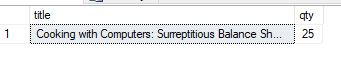 title qty
1 Cooking with Computers: Surreptitious Balance Sh... 25